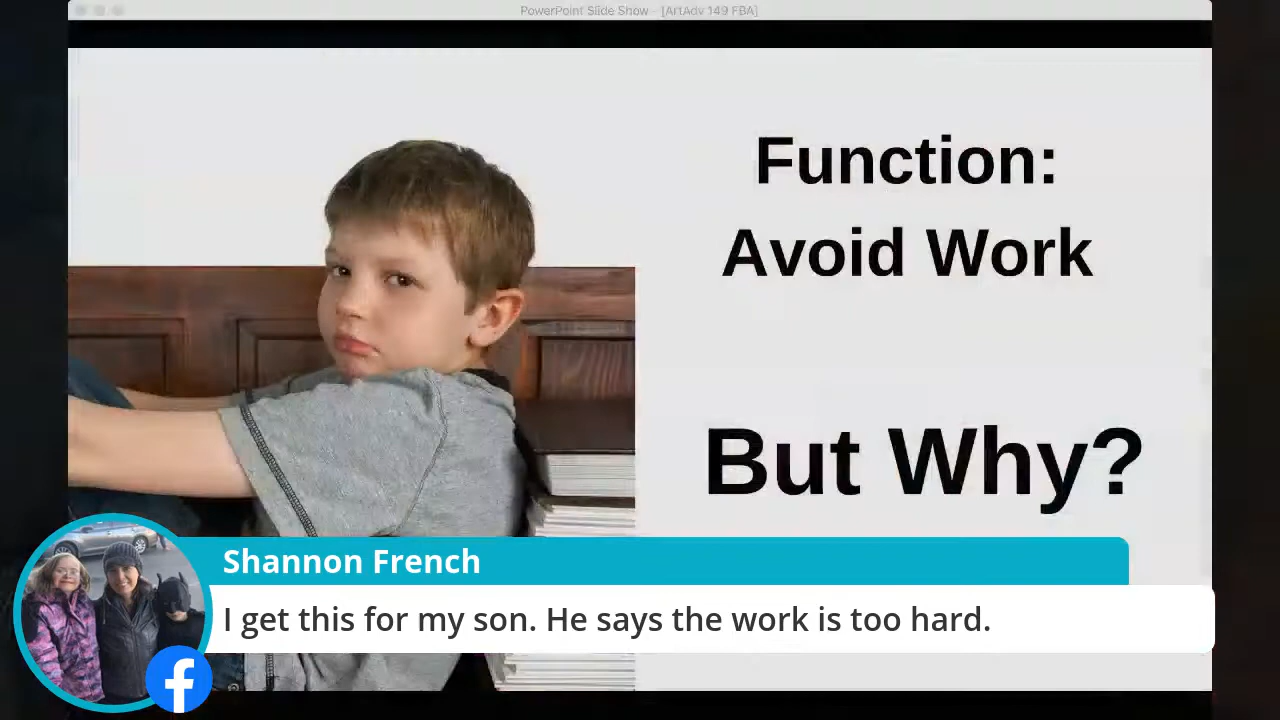 PowerPoint Slide Show - [ArtAdv 149 FBA]
Function:
Avoid Work
But Why?
Shannon French
I get this for my son. He says the work is too hard.